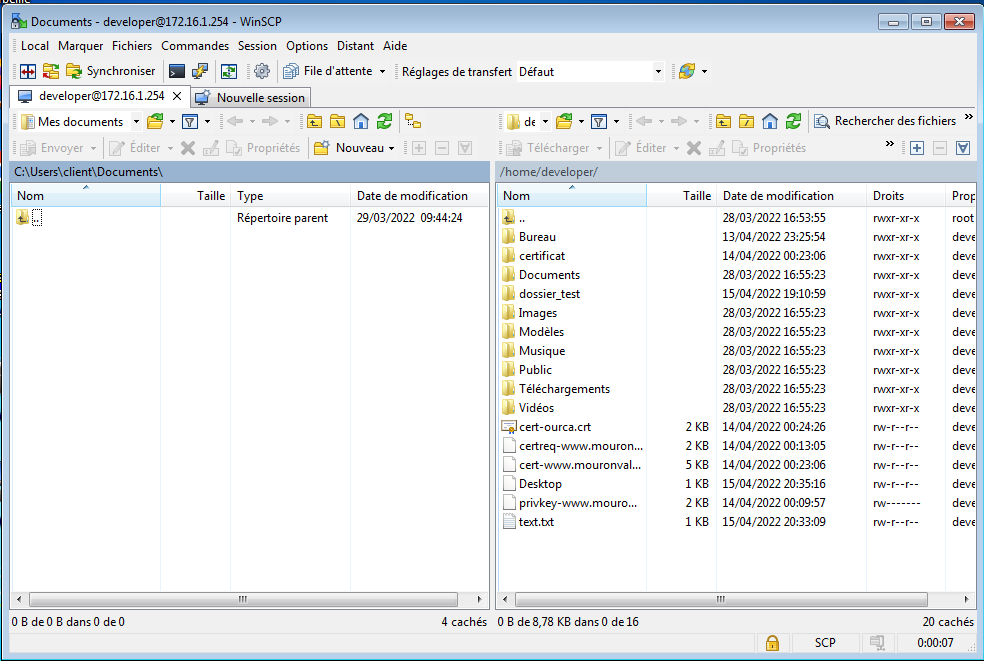 Documents - developer@172.16.1.254 - WinSCP
Local Marquer Fichiers Commandes Session Options Distant Aide
Synchroniser File d'attente Réglages de transfert Défaut
developer@172.16.1.254 Nouvelle session
Mes documents de Rechercher des fichiers
Envoyer Éditer Propriétés Nouveau Télécharger Éditer Propriétés
C:\Users\client\Documents\ /home/developer/
Nom Taille Type Date de modification
.. Répertoire parent 29/03/2022 09:44:24
0 B de 0 B dans 0 de 0 4 cachés
Nom Taille Date de modification Droits Prop
.. 28/03/2022 16:53:55 rwxr-xr-x root
Bureau 13/04/2022 23:25:54 rwxr-xr-x deve
certificat 14/04/2022 00:23:06 rwxr-xr-x deve
Documents 28/03/2022 16:55:23 rwxr-xr-x deve
dossier_test 15/04/2022 19:10:59 rwxr-xr-x deve
Images 28/03/2022 16:55:23 rwxr-xr-x deve
Modèles 28/03/2022 16:55:23 rwxr-xr-x deve
Musique 28/03/2022 16:55:23 rwxr-xr-x deve
Public 28/03/2022 16:55:23 rwxr-xr-x deve
Téléchargements 28/03/2022 16:55:23 rwxr-xr-x deve
Vidéos 28/03/2022 16:55:23 rwxr-xr-x deve
cert-ourca.crt 2 KB 14/04/2022 00:24:26 rw-r--r-- deve
certreq-www.mouron... 2 KB 14/04/2022 00:13:05 rw-r--r-- deve
cert-www.mouronval... 5 KB 14/04/2022 00:23:06 rw-r--r-- deve
Desktop 1 KB 15/04/2022 20:35:16 rw-r--r-- deve
privkey-www.mouro... 2 KB 14/04/2022 00:09:57 rw------- deve
text.txt 1 KB 15/04/2022 20:33:09 rw-r--r-- deve
0 B de 8,78 KB dans 0 de 16 20 cachés
SCP 0:00:07